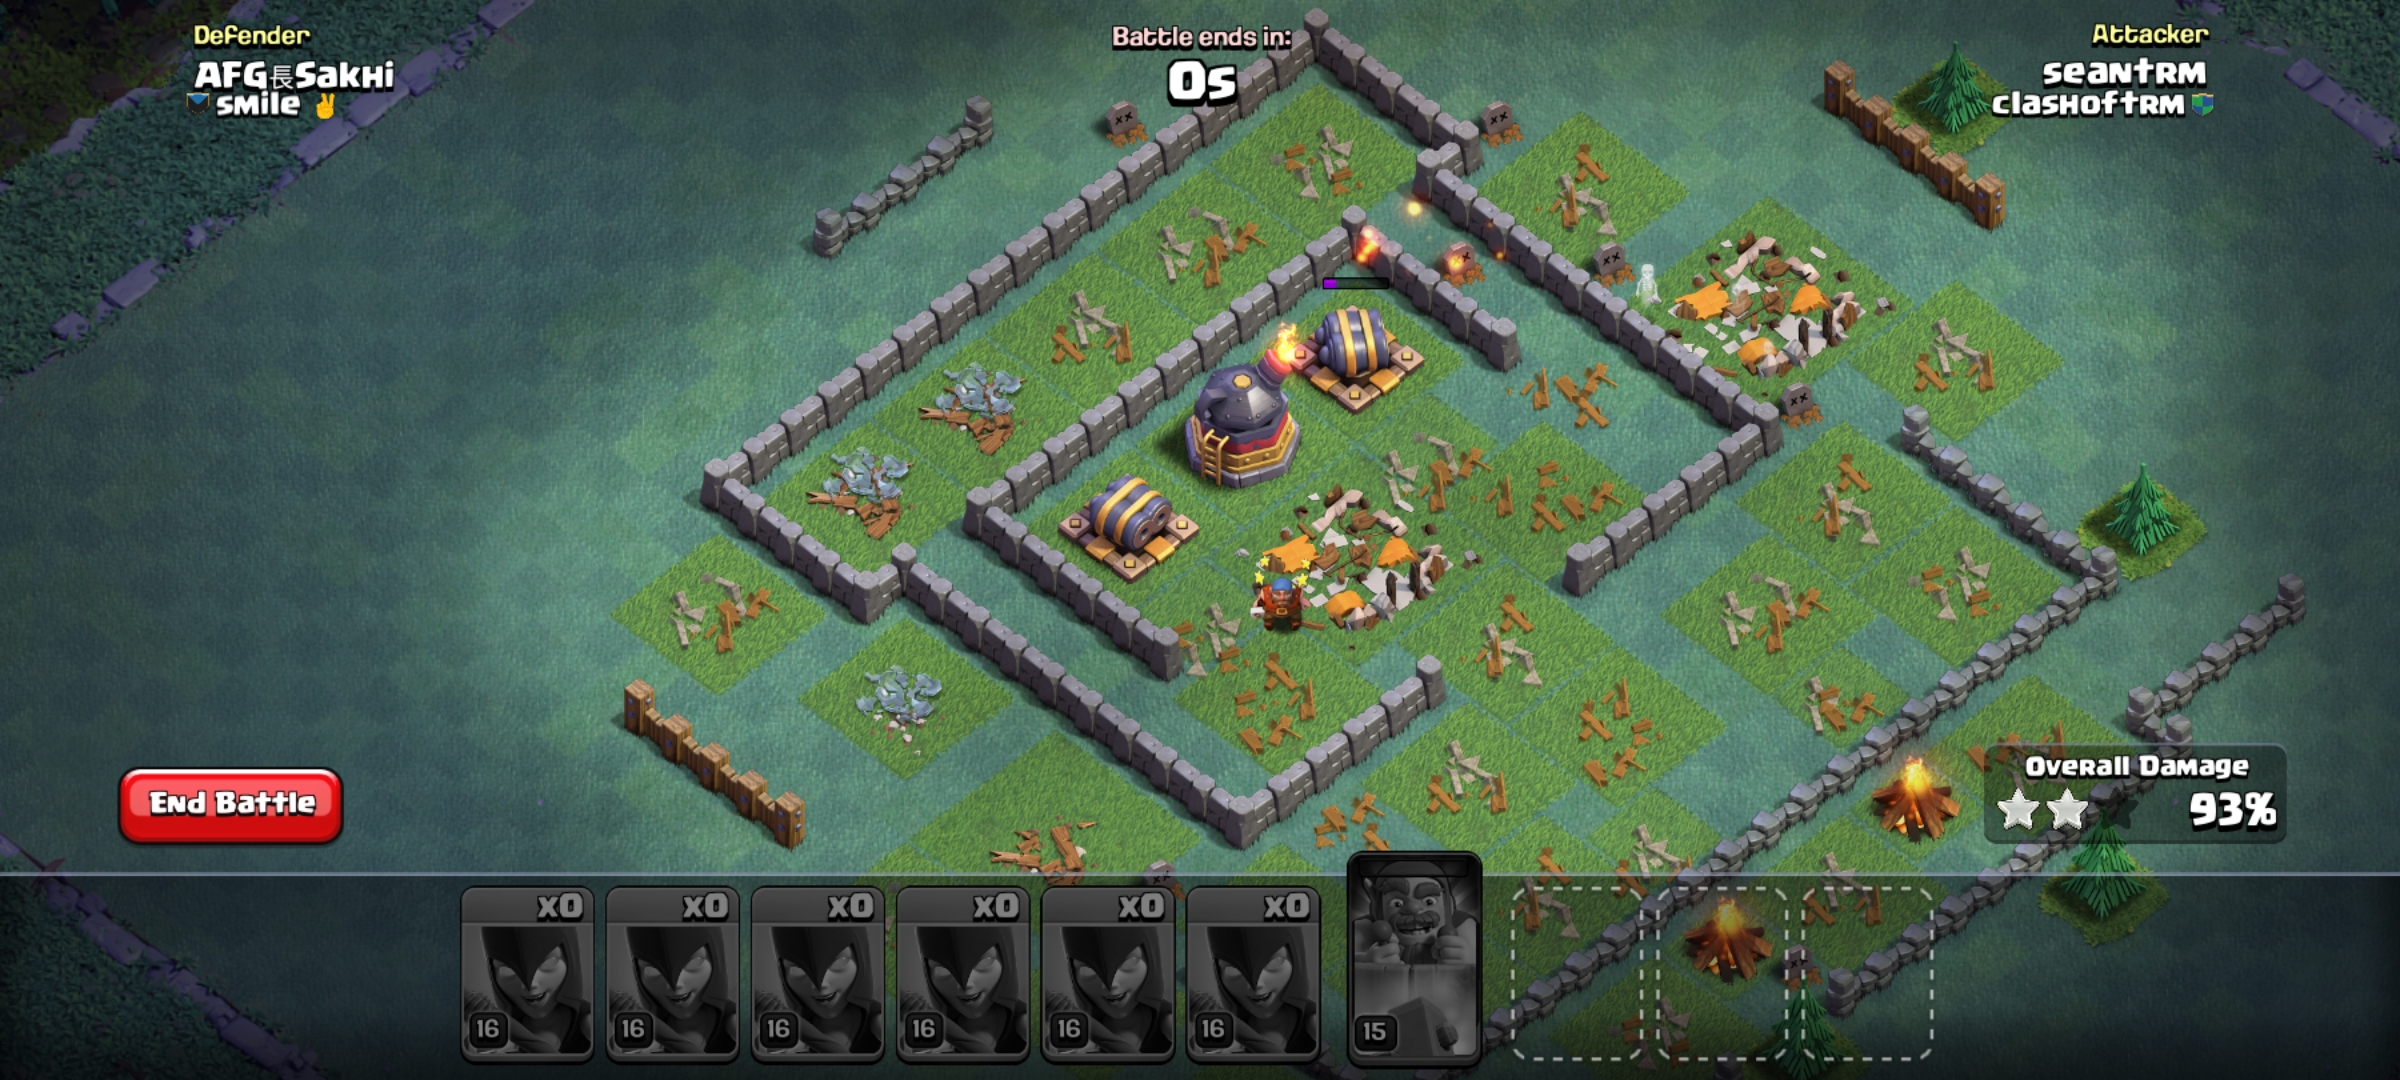 Defender
AFG長Sakhi
smile ✌
Battle ends in:
0s
Attacker
seantRM
clashoftRM
End Battle
Overall Damage
93%
x0 x0 x0 x0 x0 x0
16 16 16 16 16 16 15